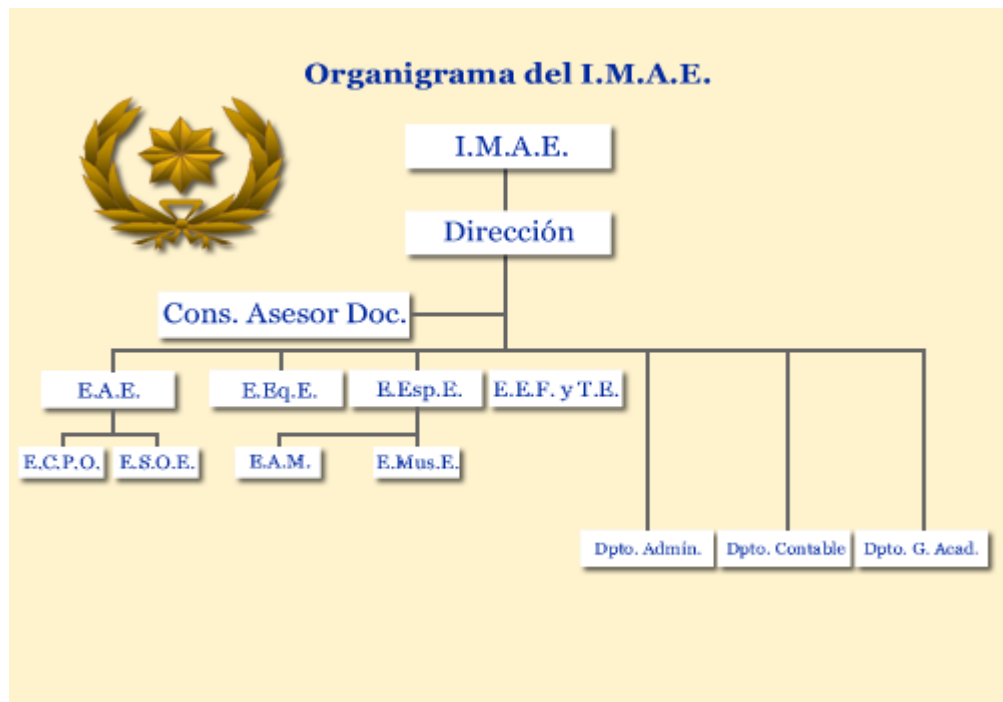 Organigrama del I.M.A.E.
I.M.A.E.
Dirección
Cons. Asesor Doc.
E.A.E.
E.Eq.E.
E.Esp.E.
E.E.F. y T.E.
E.C.P.O.
E.S.O.E.
E.A.M.
E.Mus.E.
Dpto. Admin.
Dpto. Contable
Dpto. G. Acad.